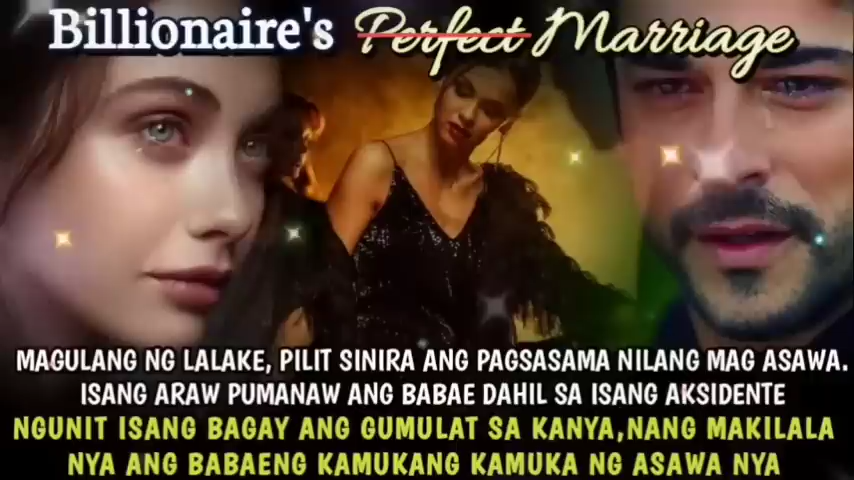 Billionaire's Perfect Marriage
MAGULANG NG LALAKE, PILIT SINIRA ANG PAGSASAMA NILANG MAG ASAWA.
ISANG ARAW PUMANAW ANG BABAE DAHIL SA ISANG AKSIDENTE
NGUNIT ISANG BAGAY ANG GUMULAT SA KANYA,NANG MAKILALA
NYA ANG BABAENG KAMUKANG KAMUKA NG ASAWA NYA